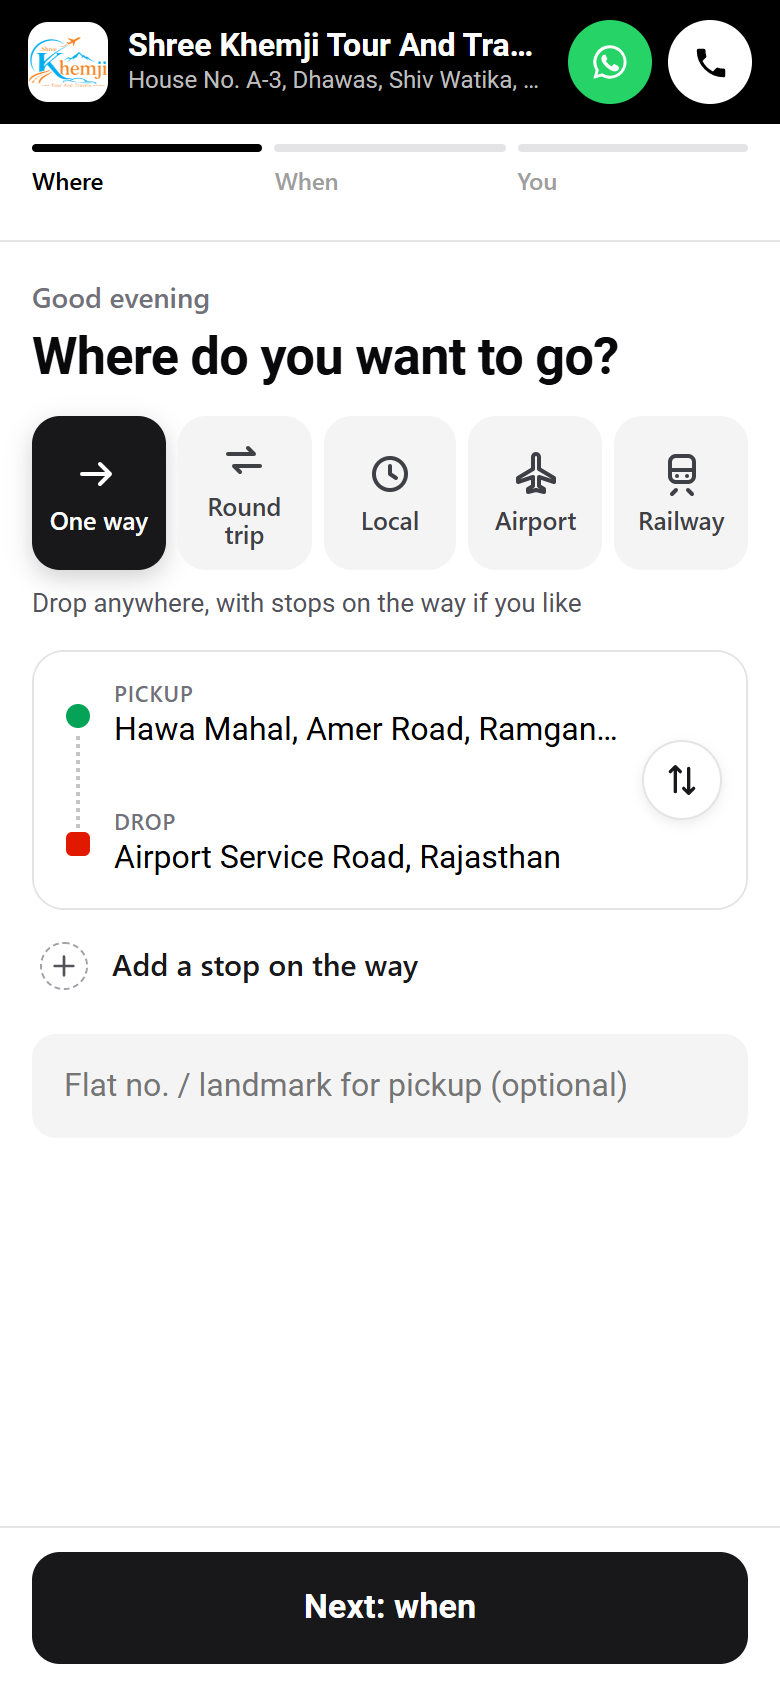 Shree Khemji Tour And Tra...
House No. A-3, Dhawas, Shiv Watika, ...
Shree
Khemji
Where
When
You
Good evening
Where do you want to go?
One way
Round
trip
Local
Airport
Railway
Drop anywhere, with stops on the way if you like
PICKUP
Hawa Mahal, Amer Road, Ramgan...
DROP
Airport Service Road, Rajasthan
Add a stop on the way
Flat no. / landmark for pickup (optional)
Next: when